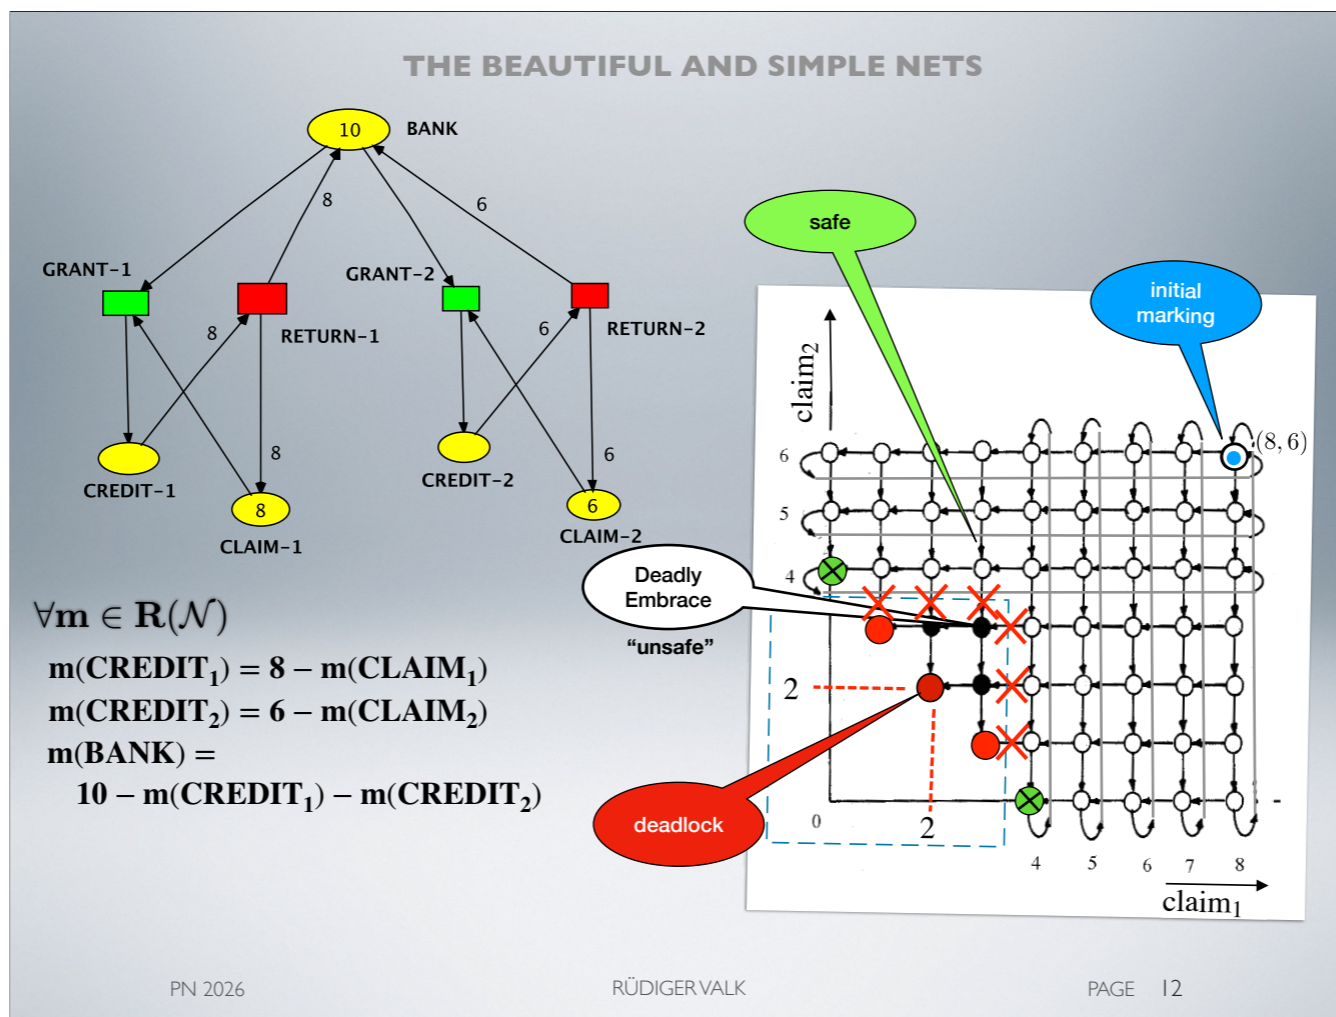 THE BEAUTIFUL AND SIMPLE NETS
10 BANK
8
6
GRANT-1
GRANT-2
8
RETURN-1
6
RETURN-2
8
6
CREDIT-1
CREDIT-2
8
CLAIM-1
6
CLAIM-2
∀m ∈ R(𝒩)
m(CREDIT₁) = 8 − m(CLAIM₁)
m(CREDIT₂) = 6 − m(CLAIM₂)
m(BANK) =
10 − m(CREDIT₁) − m(CREDIT₂)
safe
initial
marking
claim₂
(8, 6)
6
5
4
Deadly
Embrace
"unsafe"
2
deadlock
0
2
4 5 6 7 8
claim₁
PN 2026
RÜDIGER VALK
PAGE 12